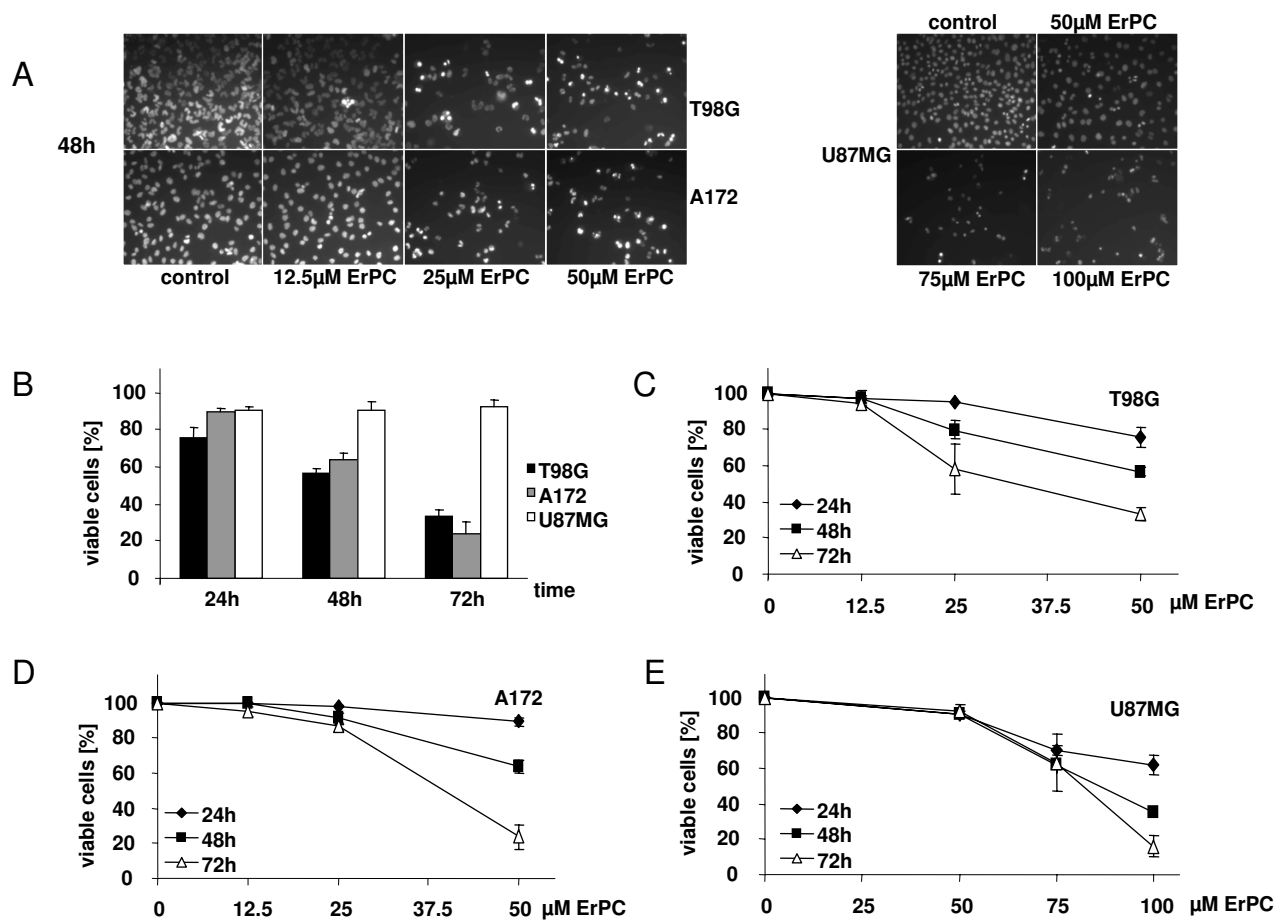 A
48h
T98G
A172
control
12.5µM ErPC
25µM ErPC
50µM ErPC
control
50µM ErPC
U87MG
75µM ErPC
100µM ErPC
B
viable cells [%]
100
80
60
40
20
0
24h
48h
72h
time
T98G
A172
U87MG
C
T98G
viable cells [%]
100
80
60
40
20
0
24h
48h
72h
0
12.5
25
37.5
50
µM ErPC
D
A172
viable cells [%]
100
80
60
40
20
0
24h
48h
72h
0
12.5
25
37.5
50
µM ErPC
E
U87MG
viable cells [%]
100
80
60
40
20
0
24h
48h
72h
0
25
50
75
100
µM ErPC